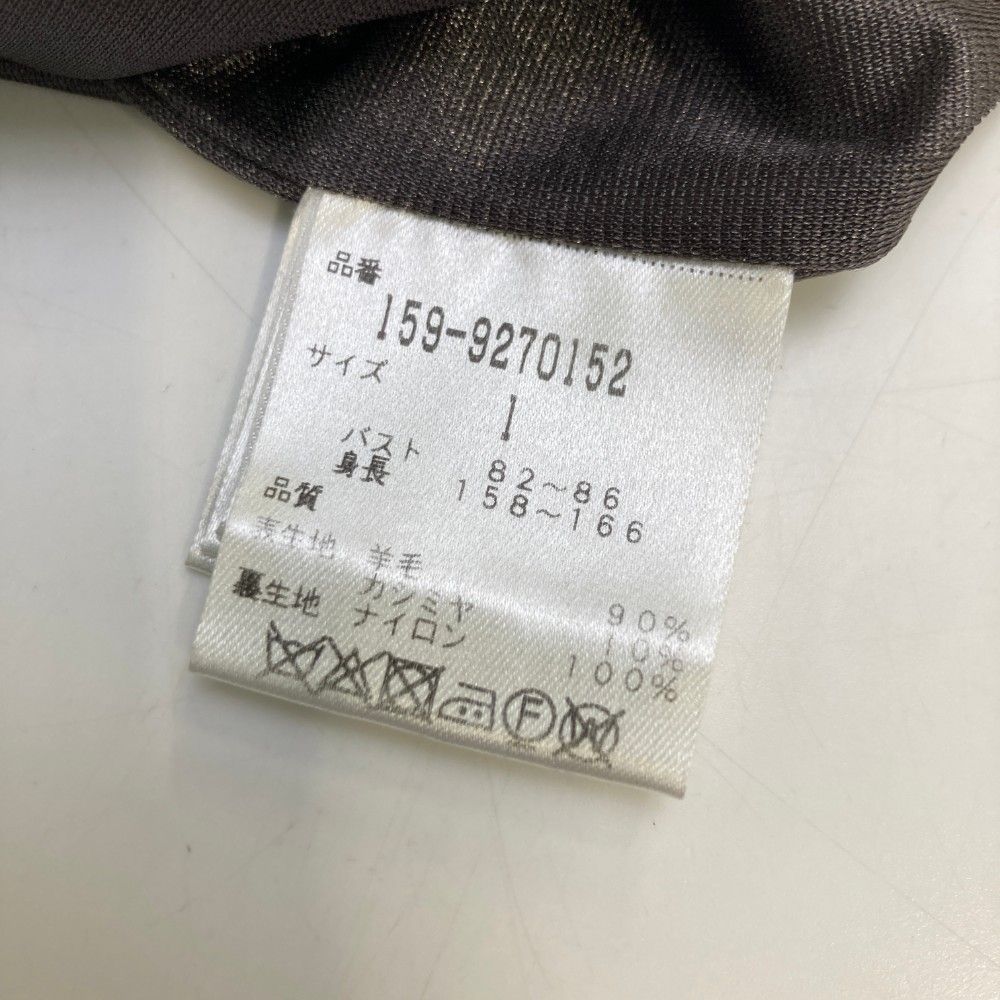 品番
159-9270152
サイズ
1
バスト 82～86
身長 158～166
品質
表生地 羊毛 90%
カシミヤ 10%
裏生地 ナイロン 100%
F
W